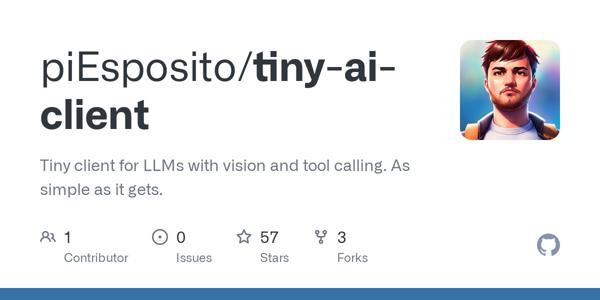 piEsposito/tiny-ai-
client
Tiny client for LLMs with vision and tool calling. As
simple as it gets.
1 0 57 3
Contributor Issues Stars Forks